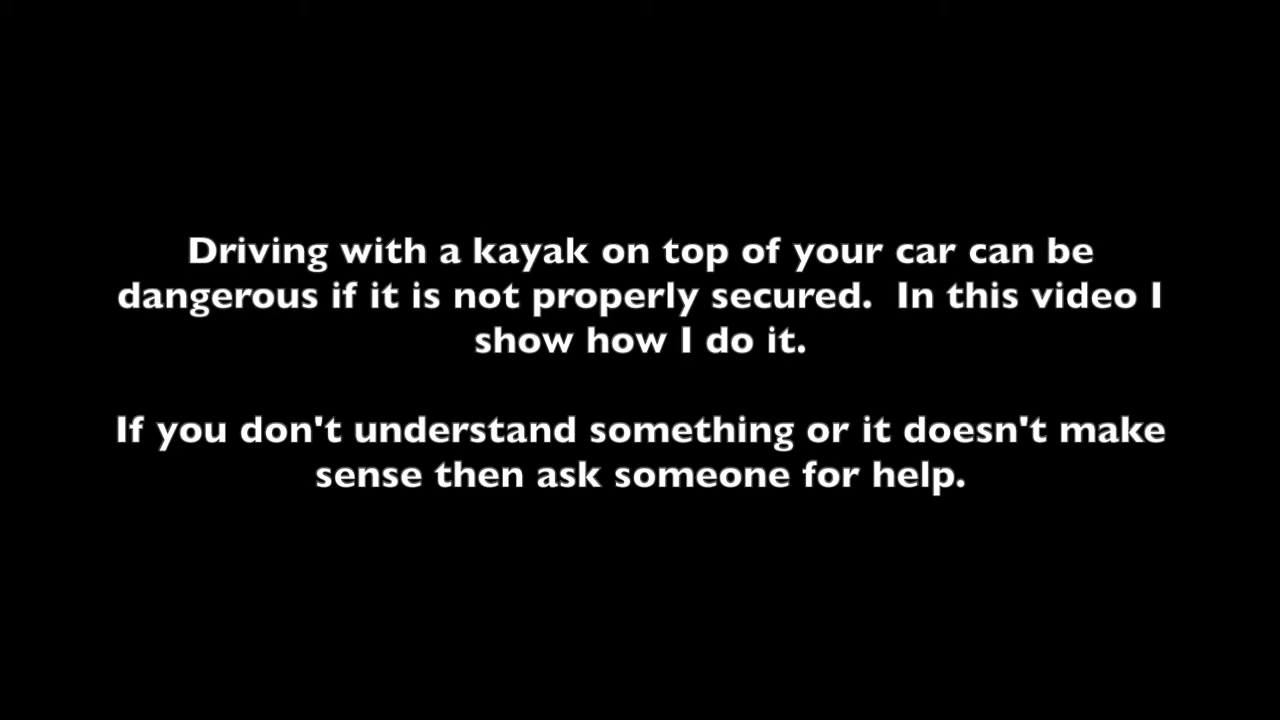 Driving with a kayak on top of your car can be
dangerous if it is not properly secured.  In this video I
show how I do it.
If you don't understand something or it doesn't make
sense then ask someone for help.